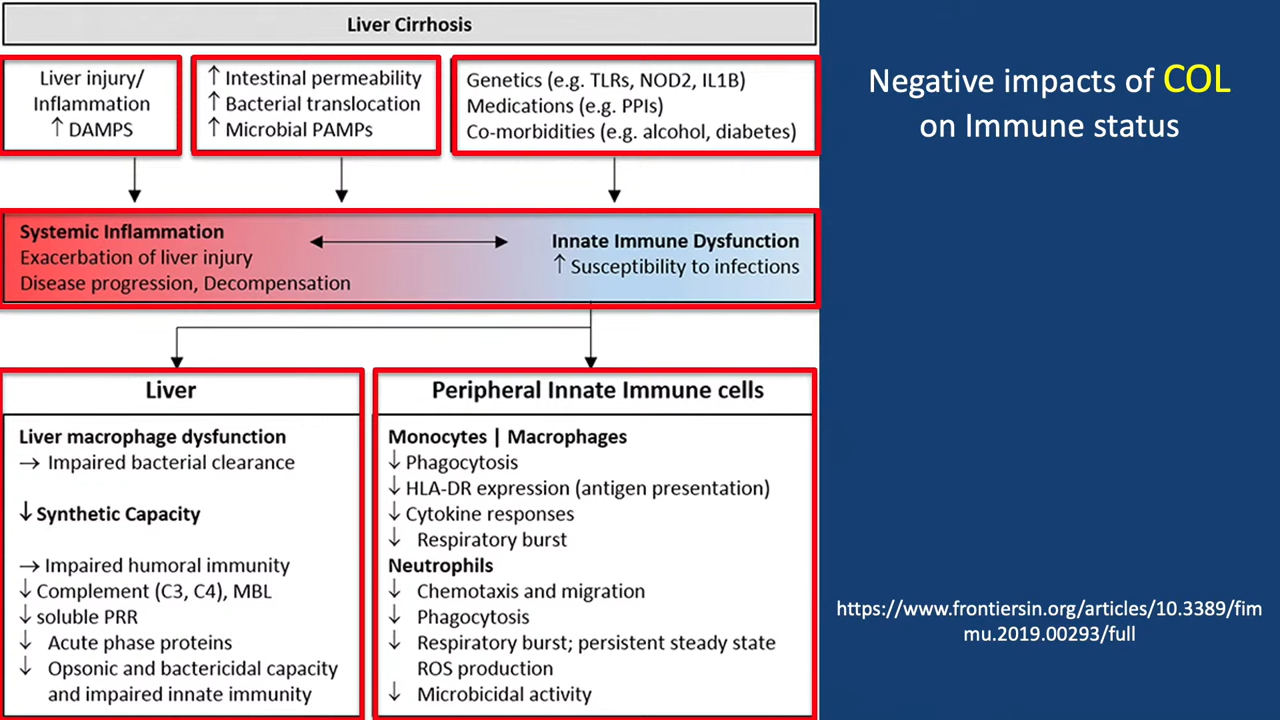 Liver Cirrhosis
Liver injury/
Inflammation
↑ DAMPS
↑ Intestinal permeability
↑ Bacterial translocation
↑ Microbial PAMPs
Genetics (e.g. TLRs, NOD2, IL1B)
Medications (e.g. PPIs)
Co-morbidities (e.g. alcohol, diabetes)
Systemic Inflammation
Exacerbation of liver injury
Disease progression, Decompensation
Innate Immune Dysfunction
↑ Susceptibility to infections
Liver
Liver macrophage dysfunction
→ Impaired bacterial clearance
↓ Synthetic Capacity
→ Impaired humoral immunity
↓ Complement (C3, C4), MBL
↓ soluble PRR
↓ Acute phase proteins
↓ Opsonic and bactericidal capacity
and impaired innate immunity
Peripheral Innate Immune cells
Monocytes | Macrophages
↓ Phagocytosis
↓ HLA-DR expression (antigen presentation)
↓ Cytokine responses
↓ Respiratory burst
Neutrophils
↓ Chemotaxis and migration
↓ Phagocytosis
↓ Respiratory burst; persistent steady state
ROS production
↓ Microbicidal activity
Negative impacts of COL
on Immune status
https://www.frontiersin.org/articles/10.3389/fim
mu.2019.00293/full